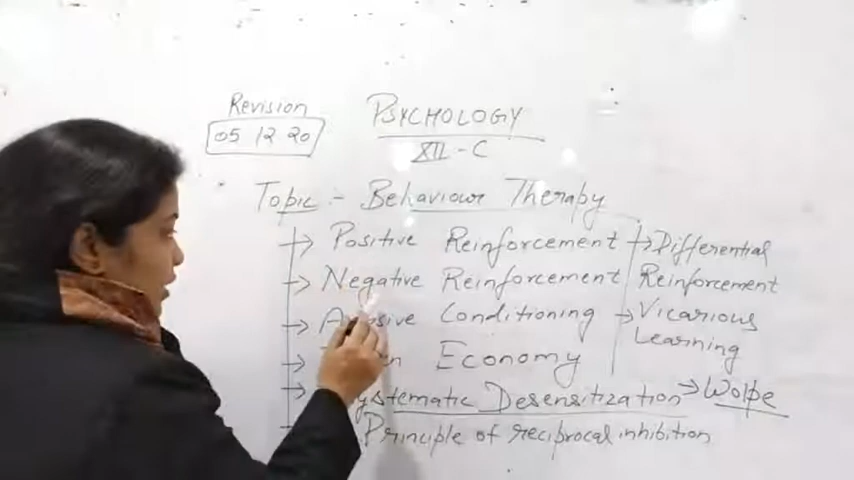 Revision
05 12 20
PSYCHOLOGY
XII - C
Topic :- Behaviour Therapy
→ Positive Reinforcement
→ Negative Reinforcement
→ Conditioning
→ Economy
Desensitization → Wolpe
Principle of reciprocal inhibition
→ Differential
Reinforcement
→ Vicarious
Learning